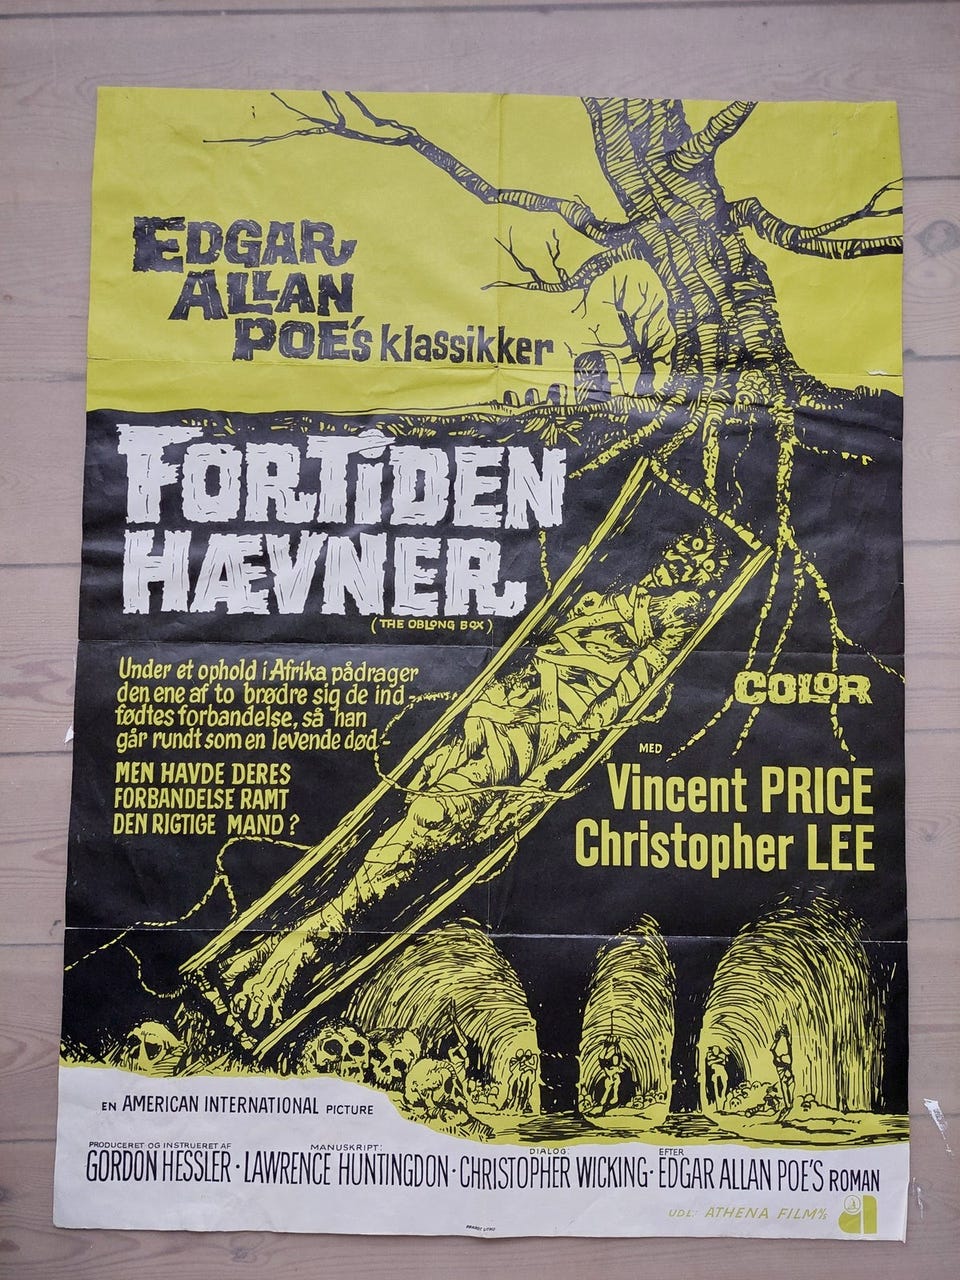 EDGAR
ALLAN
POE's klassikker
FORTIDEN
HÆVNER
(THE OBLONG BOX)
Under et ophold i Afrika pådrager
den ene af to brødre sig de ind-
fødtes forbandelse, så han
går rundt som en levende død-
MEN HAVDE DERES
FORBANDELSE RAMT
DEN RIGTIGE MAND?
COLOR
MED
Vincent PRICE
Christopher LEE
EN AMERICAN INTERNATIONAL PICTURE
PRODUCERET OG INSTRUERET AF
MANUSKRIPT:
DIALOG:
EFTER
GORDON HESSLER · LAWRENCE HUNTINGDON · CHRISTOPHER WICKING · EDGAR ALLAN POE'S ROMAN
UDL: ATHENA FILM A/S
a